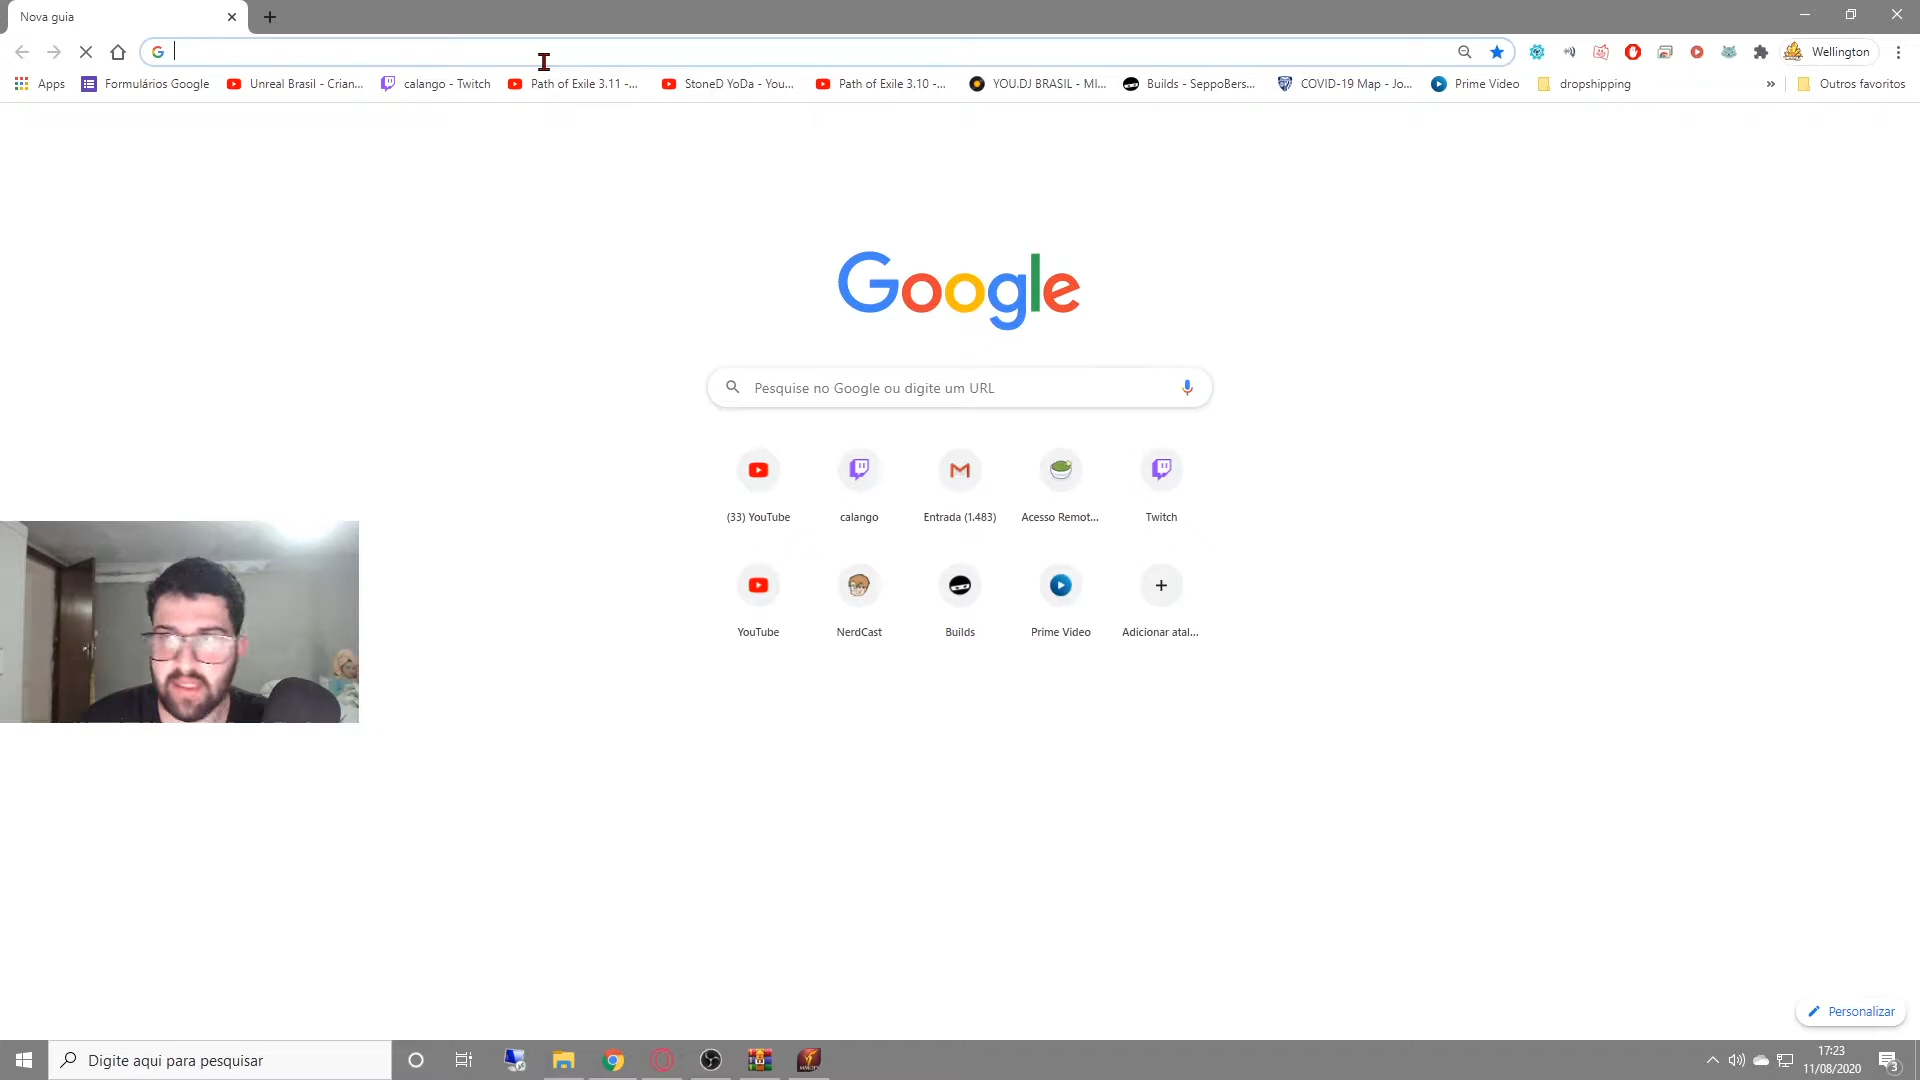 Nova guia
Wellington
Apps
Formulários Google
Unreal Brasil - Crian...
calango - Twitch
Path of Exile 3.11 -...
StoneD YoDa - You...
Path of Exile 3.10 -...
YOU.DJ BRASIL - MI...
Builds - SeppoBers...
COVID-19 Map - Jo...
Prime Video
dropshipping
»
Outros favoritos
Google
Pesquise no Google ou digite um URL
(33) YouTube
calango
Entrada (1.483)
Acesso Remot...
Twitch
YouTube
NerdCast
Builds
Prime Video
Adicionar atal...
Personalizar
Digite aqui para pesquisar
17:23
11/08/2020
3